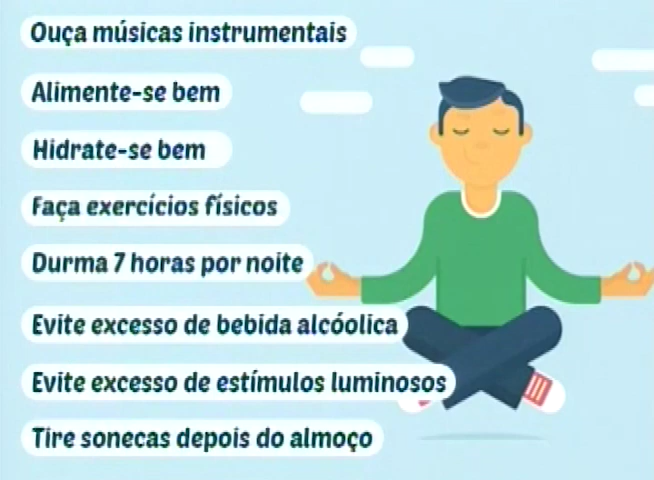 Ouça músicas instrumentais
Alimente-se bem
Hidrate-se bem
Faça exercícios físicos
Durma 7 horas por noite
Evite excesso de bebida alcóolica
Evite excesso de estímulos luminosos
Tire sonecas depois do almoço